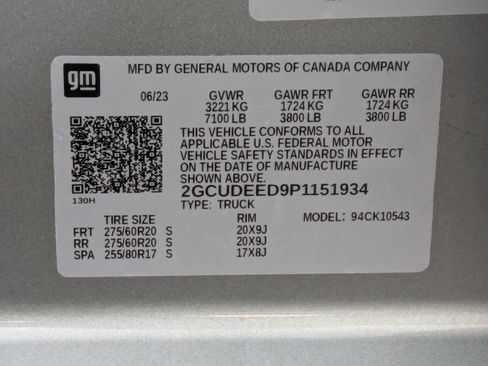 gm
MFD BY GENERAL MOTORS OF CANADA COMPANY
06/23 GVWR GAWR FRT GAWR RR
3221 KG 1724 KG 1724 KG
7100 LB 3800 LB 3800 LB
THIS VEHICLE CONFORMS TO ALL
APPLICABLE U.S. FEDERAL MOTOR
VEHICLE SAFETY STANDARDS IN EFFECT
ON THE DATE OF MANUFACTURE
SHOWN ABOVE.
130H
2GCUDEED9P1151934
TYPE: TRUCK
TIRE SIZE RIM MODEL: 94CK10543
FRT 275/60R20 S 20X9J
RR 275/60R20 S 20X9J
SPA 255/80R17 S 17X8J